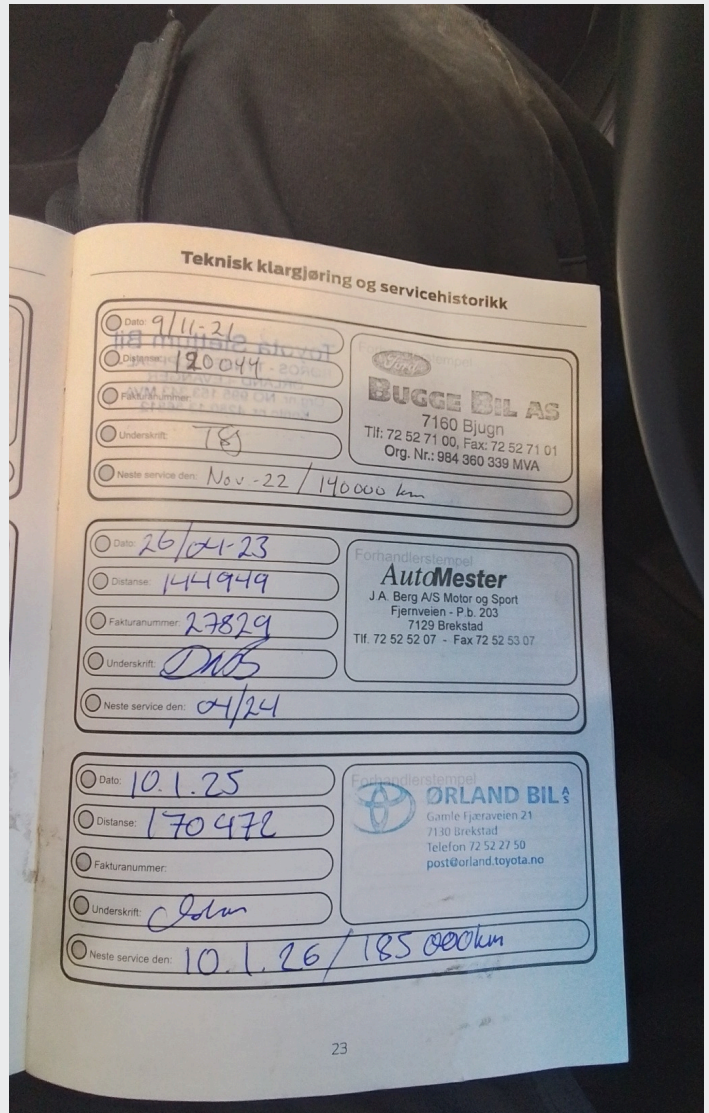 Teknisk klargjøring og servicehistorikk
Dato: 9/11-21
Distanse: 120044
Fakturanummer:
Underskrift:
Neste service den: Nov-22 / 140000 km
Forhandlerstempel
Ford
BUGGE BIL AS
7160 Bjugn
Tlf: 72 52 71 00, Fax: 72 52 71 01
Org. Nr.: 984 360 339 MVA
Dato: 26/04-23
Distanse: 144949
Fakturanummer: 27829
Underskrift:
Neste service den: 04/24
Forhandlerstempel
AutoMester
J.A. Berg A/S Motor og Sport
Fjernveien - P.b. 203
7129 Brekstad
Tlf. 72 52 52 07 - Fax 72 52 53 07
Dato: 10.1.25
Distanse: 170472
Fakturanummer:
Underskrift:
Neste service den: 10.1.26 / 185 000km
Forhandlerstempel
ØRLAND BIL AS
Gamle Fjæraveien 21
7130 Brekstad
Telefon 72 52 27 50
post@orland.toyota.no
23